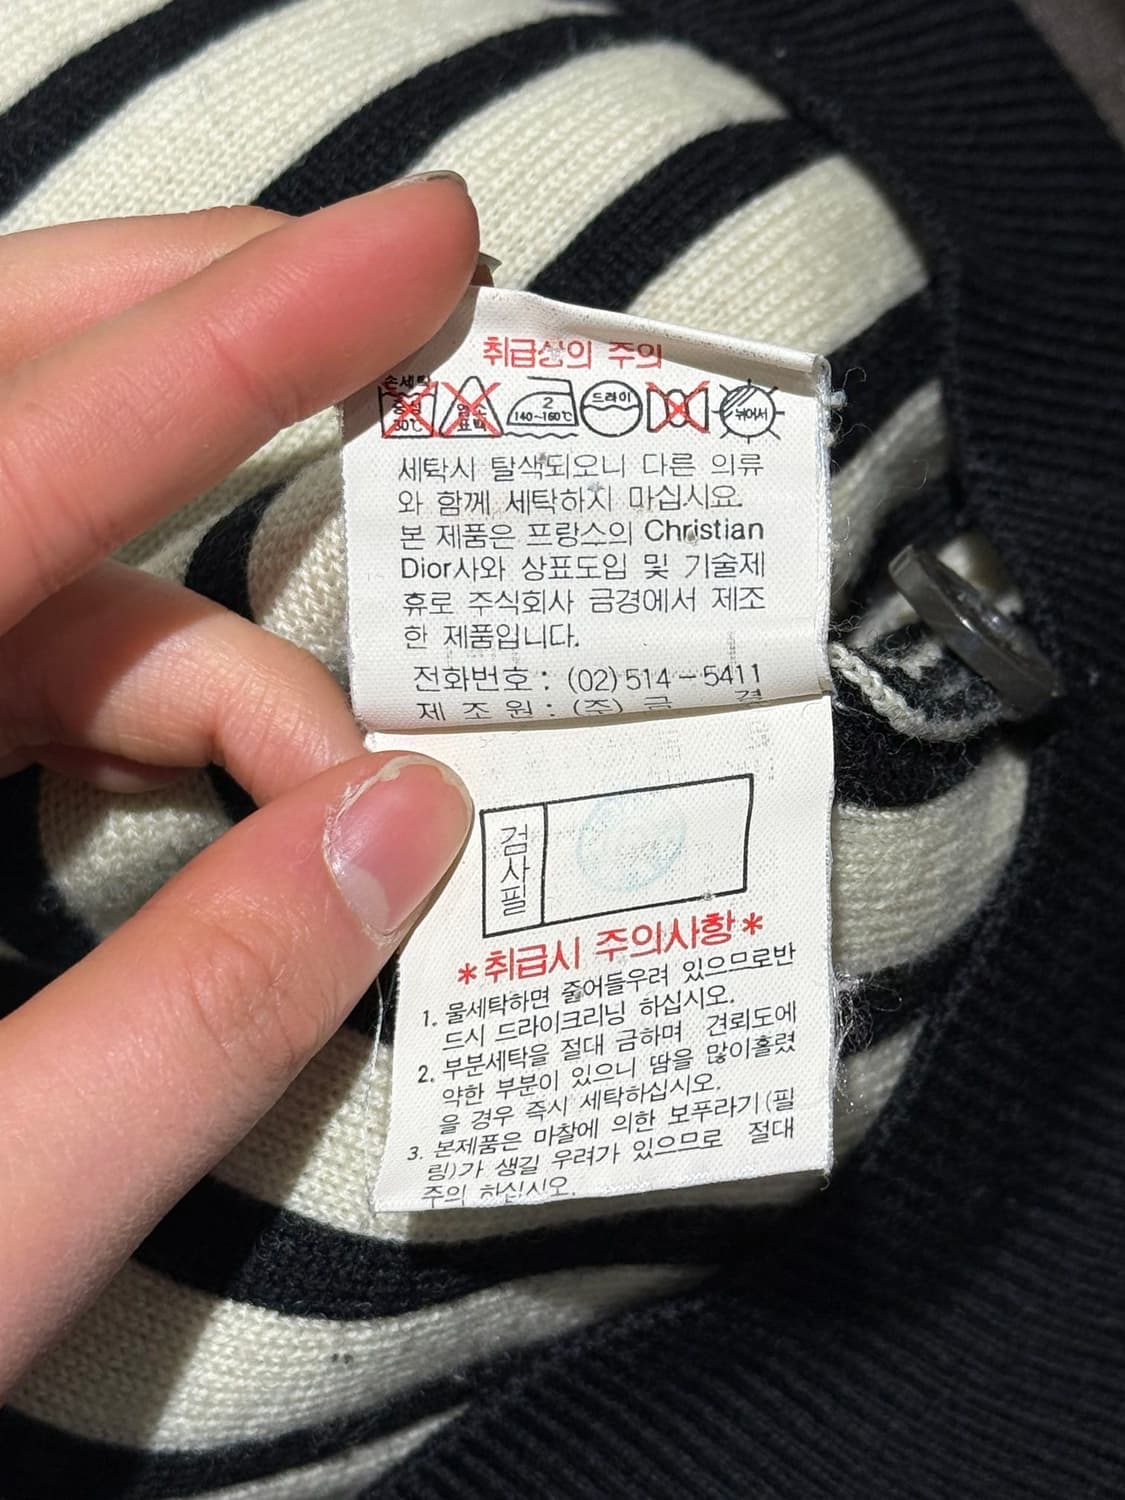 취급상의 주의
손세탁
중성
30℃
염소
표백
2
140~160℃
드라이
뉘어서
세탁시 탈색되오니 다른 의류
와 함께 세탁하지 마십시요.
본 제품은 프랑스의 Christian
Dior사와 상표도입 및 기술제
휴로 주식회사 금경에서 제조
한 제품입니다.
전화번호 : (02) 514-5411
제 조 원 : (주) 금 경
검사필
*취급시 주의사항*
1. 물세탁하면 줄어들우려 있으므로반
드시 드라이크리닝 하십시오.
2. 부분세탁을 절대 금하며 견뢰도에
약한 부분이 있으니 땀을 많이흘렸
을 경우 즉시 세탁하십시오.
3. 본제품은 마찰에 의한 보푸라기(필
링)가 생길 우려가 있으므로 절대
주의 하십시오.